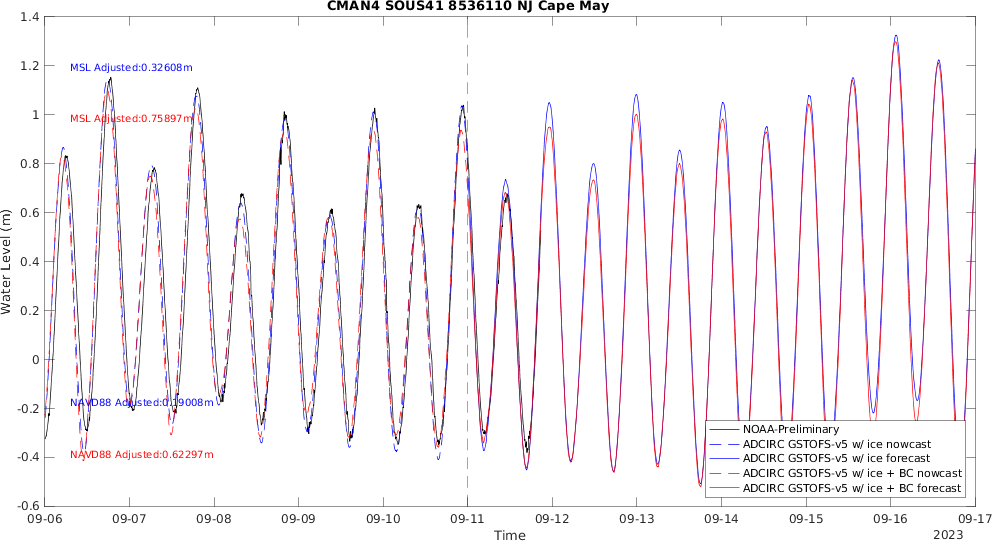 CMAN4 SOUS41 8536110 NJ Cape May
1.4
1.2
1
0.8
0.6
0.4
0.2
0
-0.2
-0.4
-0.6
Water Level (m)
MSL Adjusted:0.32608m
MSL Adjusted:0.75897m
NAVD88 Adjusted:0.19008m
NAVD88 Adjusted:0.62297m
NOAA-Preliminary
ADCIRC GSTOFS-v5 w/ ice nowcast
ADCIRC GSTOFS-v5 w/ ice forecast
ADCIRC GSTOFS-v5 w/ ice + BC nowcast
ADCIRC GSTOFS-v5 w/ ice + BC forecast
09-06 09-07 09-08 09-09 09-10 09-11 09-12 09-13 09-14 09-15 09-16 09-17
Time
2023